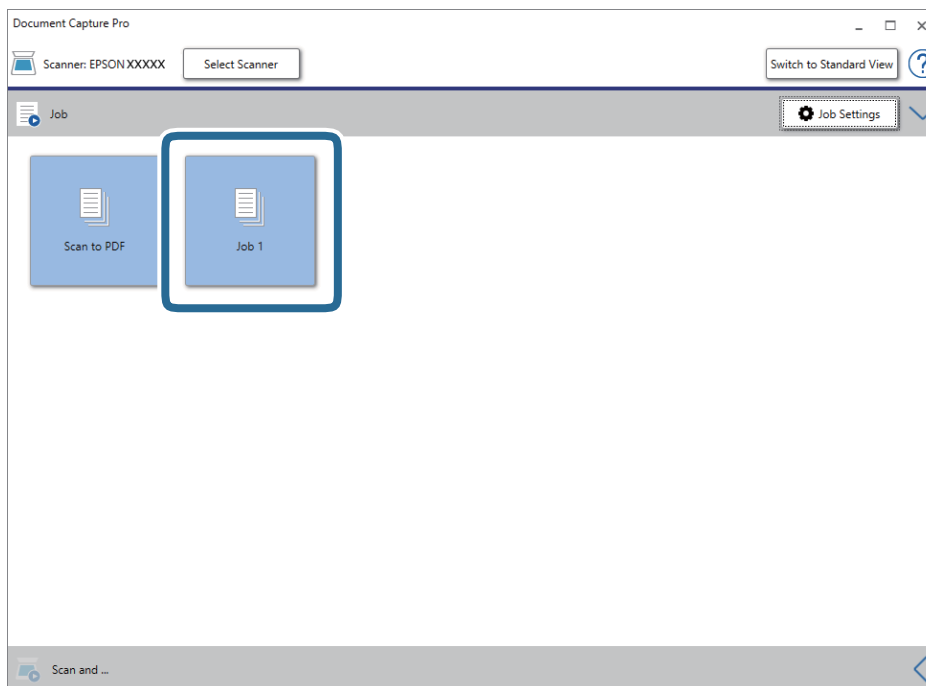 Document Capture Pro
Scanner: EPSON XXXXX
Select Scanner
Switch to Standard View
?
Job
Job Settings
Scan to PDF
Job 1
Scan and ...